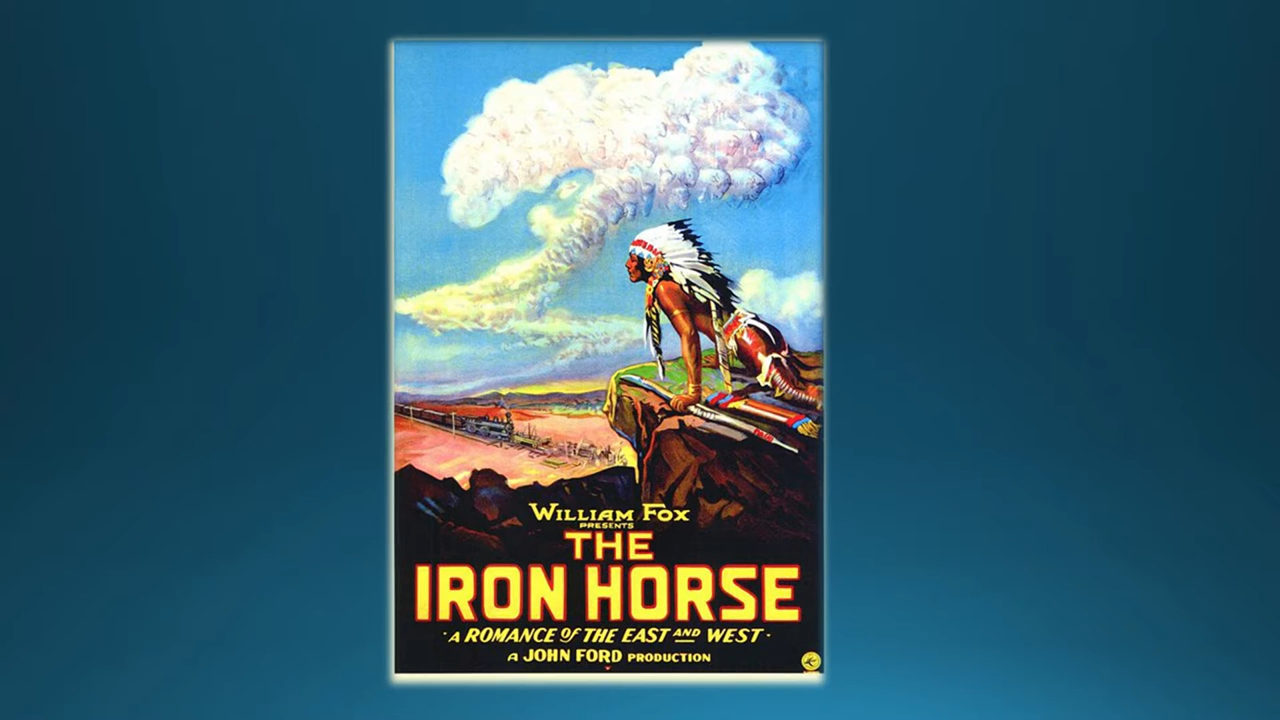 WILLIAM FOX
PRESENTS
THE
IRON HORSE
· A ROMANCE OF THE EAST AND WEST ·
A JOHN FORD PRODUCTION